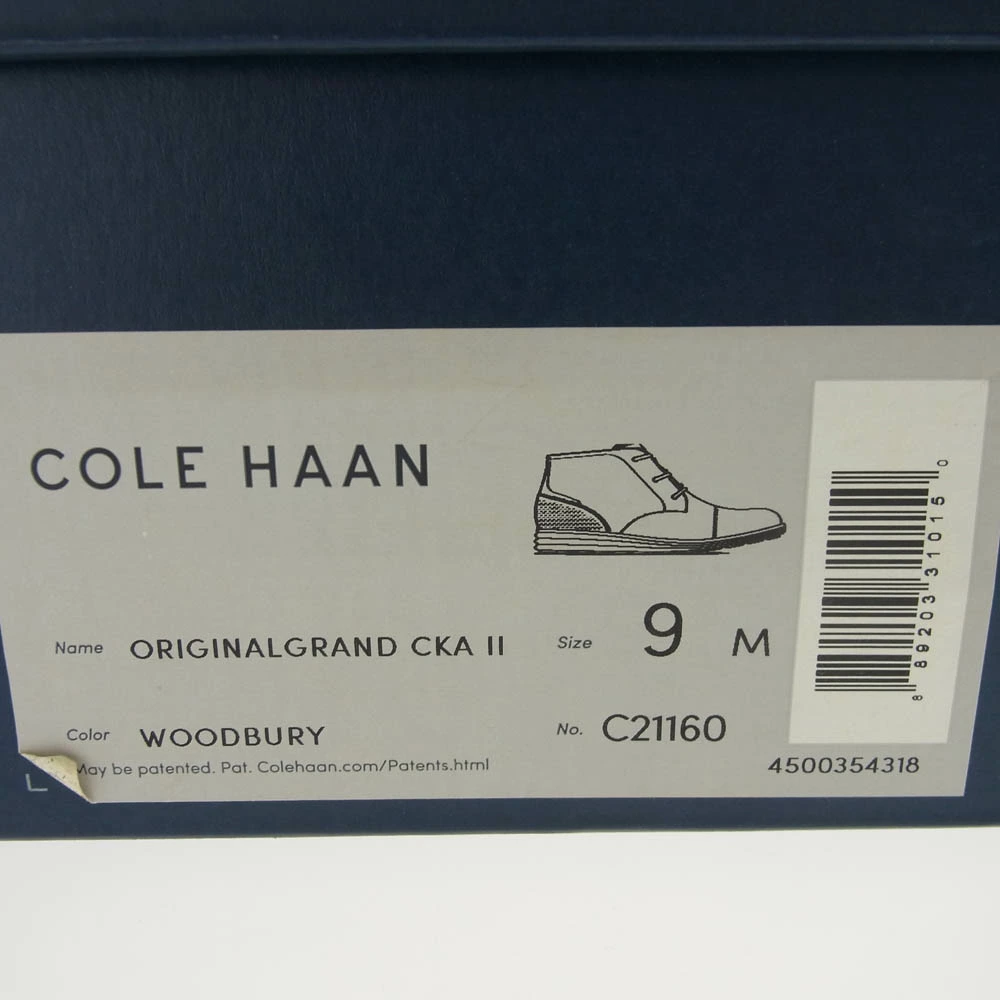 COLE HAAN
Name ORIGINALGRAND CKA II
Size 9 M
Color WOODBURY
No. C21160
May be patented. Pat. Colehaan.com/Patents.html
4500354318
8 89203 31015 0
L